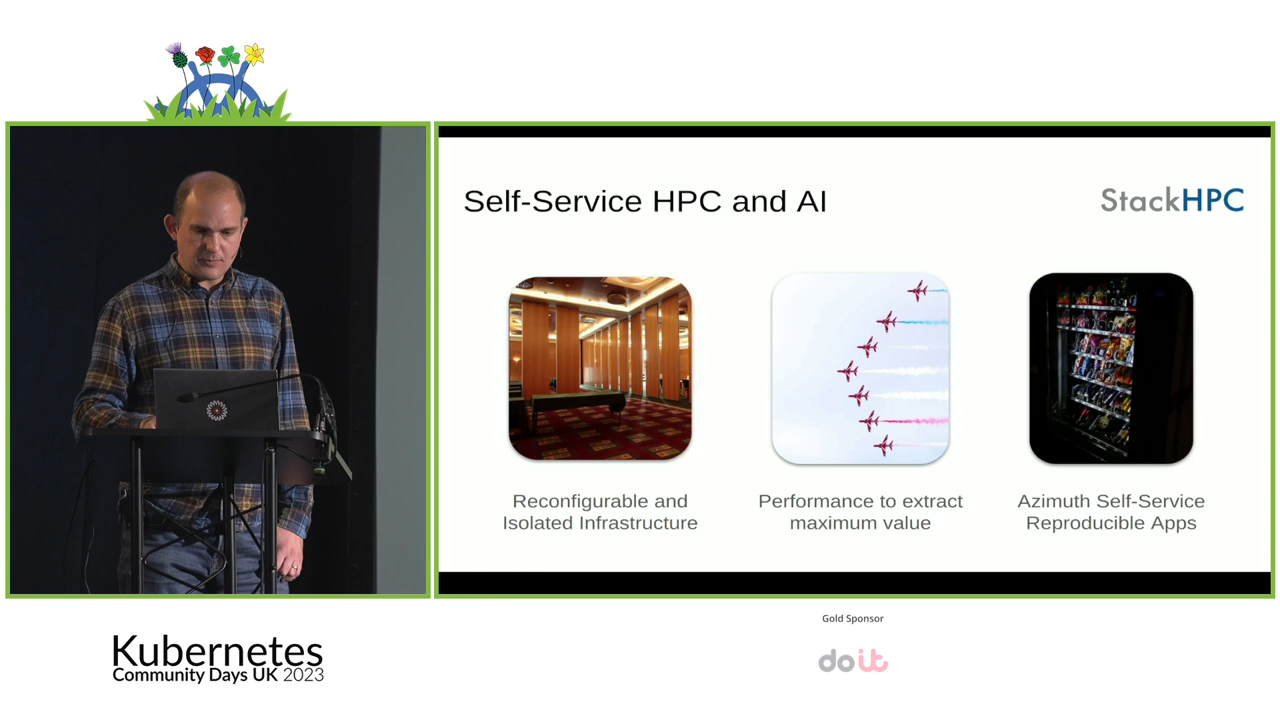 Self-Service HPC and AI
StackHPC
Reconfigurable and
Isolated Infrastructure
Performance to extract
maximum value
Azimuth Self-Service
Reproducible Apps
Kubernetes
Community Days UK 2023
Gold Sponsor
doit